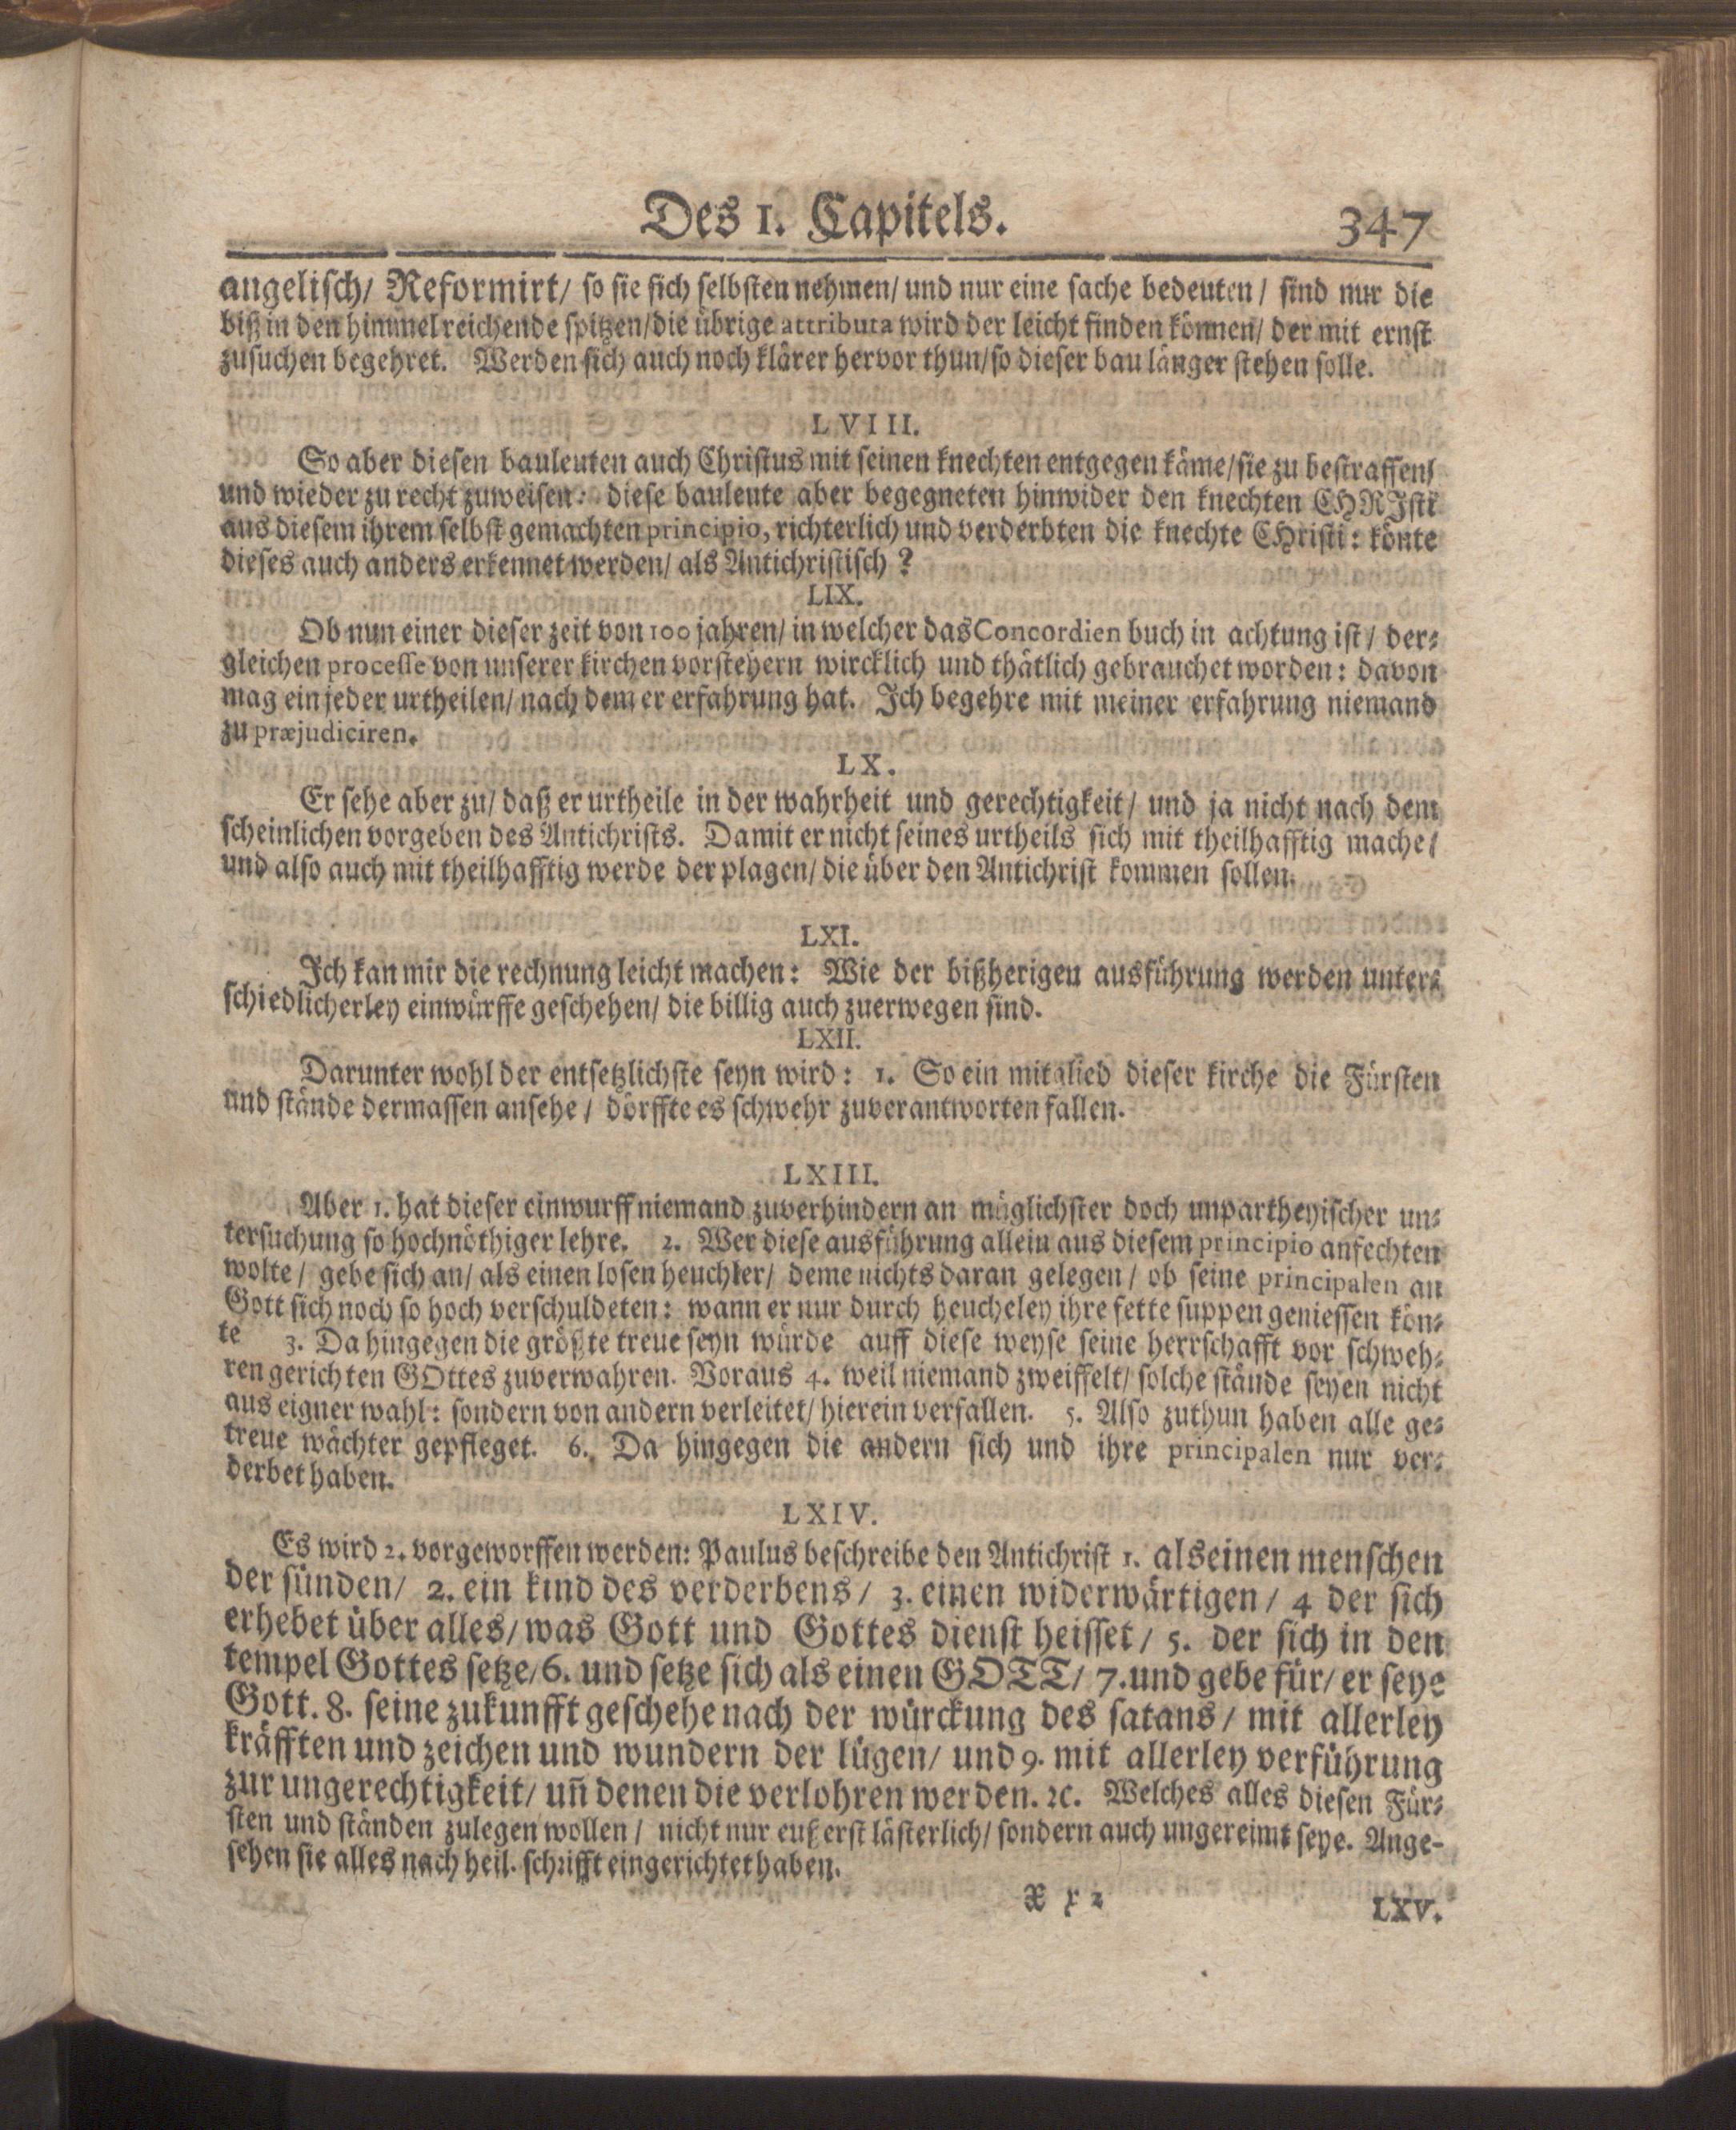 Des 1. Capitels. 347
angelisch/ Reformirt/ so sie sich selbsten nehmen/ und nur eine sache bedeuten/ sind nur die
biß in den himmel reichende spitzen/ die übrige attributa wird der leicht finden können/ der mit ernst
zusuchen begehret. Werden sich auch noch klärer hervor thun/ so dieser bau länger stehen solle.
LVIII.
So aber diesen bauleuten auch Christus mit seinen knechten entgegen käme/ sie zu bestraffen/
und wieder zu recht zuweisen: diese bauleute aber begegneten hinwider den knechten CHRIsti
aus diesem ihrem selbst gemachten principio, richterlich und verderbten die knechte CHristi: könte
dieses auch anders erkennet werden/ als Antichristisch?
LIX.
Ob nun einer dieser zeit von 100 jahren/ in welcher das Concordien buch in achtung ist/ der-
gleichen processe von unserer kirchen vorstehern wircklich und thätlich gebrauchet worden: davon
mag ein jeder urtheilen/ nach dem er erfahrung hat. Ich begehre mit meiner erfahrung niemand
zu præjudiciren.
LX.
Er sehe aber zu/ daß er urtheile in der wahrheit und gerechtigkeit/ und ja nicht nach dem
scheinlichen vorgeben des Antichrists. Damit er nicht seines urtheils sich mit theilhafftig mache/
und also auch mit theilhafftig werde der plagen/ die über den Antichrist kommen sollen.
LXI.
Ich kan mir die rechnung leicht machen: Wie der bißherigen ausführung werden unter-
schiedlicherley einwürffe geschehen/ die billig auch zuerwegen sind.
LXII.
Darunter wohl der entsetzlichste seyn wird: 1. So ein mitglied dieser kirche die Fürsten
und stände dermassen ansehe/ dörffte es schwehr zuverantworten fallen.
LXIII.
Aber 1. hat dieser einwurff niemand zuverhindern an möglichster doch unpartheyischer un-
tersuchung so hochnöthiger lehre. 2. Wer diese ausführung allein aus diesem principio anfechten
wolte/ gebe sich an/ als einen losen heuchler/ deme nichts daran gelegen/ ob seine principalen an
Gott sich noch so hoch verschuldeten: wann er nur durch heucheley ihre fette suppen geniessen kön-
te 3. Da hingegen die größte treue seyn würde auff diese weyse seine herrschafft vor schweh-
ren gerichten GOttes zuverwahren. Voraus 4. weil niemand zweiffelt/ solche stände seyen nicht
aus eigner wahl: sondern von andern verleitet/ hierein verfallen. 5. Also zuthun haben alle ge-
treue wächter gepfleget. 6. Da hingegen die andern sich und ihre principalen nur ver-
derbet haben.
LXIV.
Es wird 2. vorgeworffen werden: Paulus beschreibe den Antichrist 1. als einen menschen
der sünden/ 2. ein kind des verderbens/ 3. einen widerwärtigen/ 4 der sich
erhebet über alles/ was Gott und Gottes dienst heisset/ 5. der sich in den
tempel Gottes setze/ 6. und setze sich als einen GOTT/ 7. und gebe für/ er seye
Gott. 8. seine zukunfft geschehe nach der würckung des satans/ mit allerley
kräfften und zeichen und wundern der lügen/ und 9. mit allerley verführung
zur ungerechtigkeit/ uñ denen die verlohren werden. ꝛc. Welches alles diesen Für-
sten und ständen zulegen wollen/ nicht nur eußerst lästerlich/ sondern auch ungereimt seye. Ange-
sehen sie alles nach heil. schrifft eingerichtet haben.
X x 2 LXV.